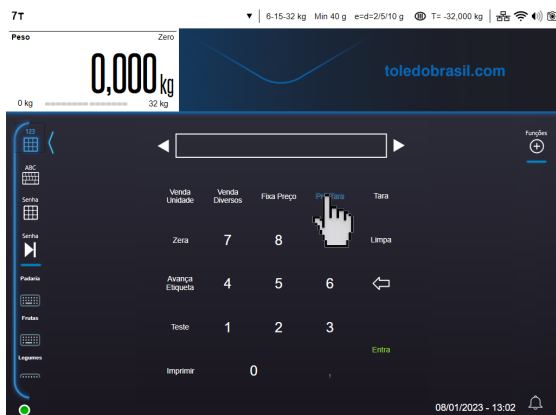 7T
6-15-32 kg Min 40 g e=d=2/5/10 g T= -32,000 kg
Peso Zero
0,000 kg
0 kg 32 kg
toledobrasil.com
123
ABC
Senha
Senha
Padaria
Frutas
Legumes
Funções
Venda Unidade
Venda Diversos
Fixa Preço
Tara
Zera 7 8 Limpa
Avança Etiqueta
4 5 6
Teste 1 2 3
Entra
Imprimir 0 ,
08/01/2023 - 13:02